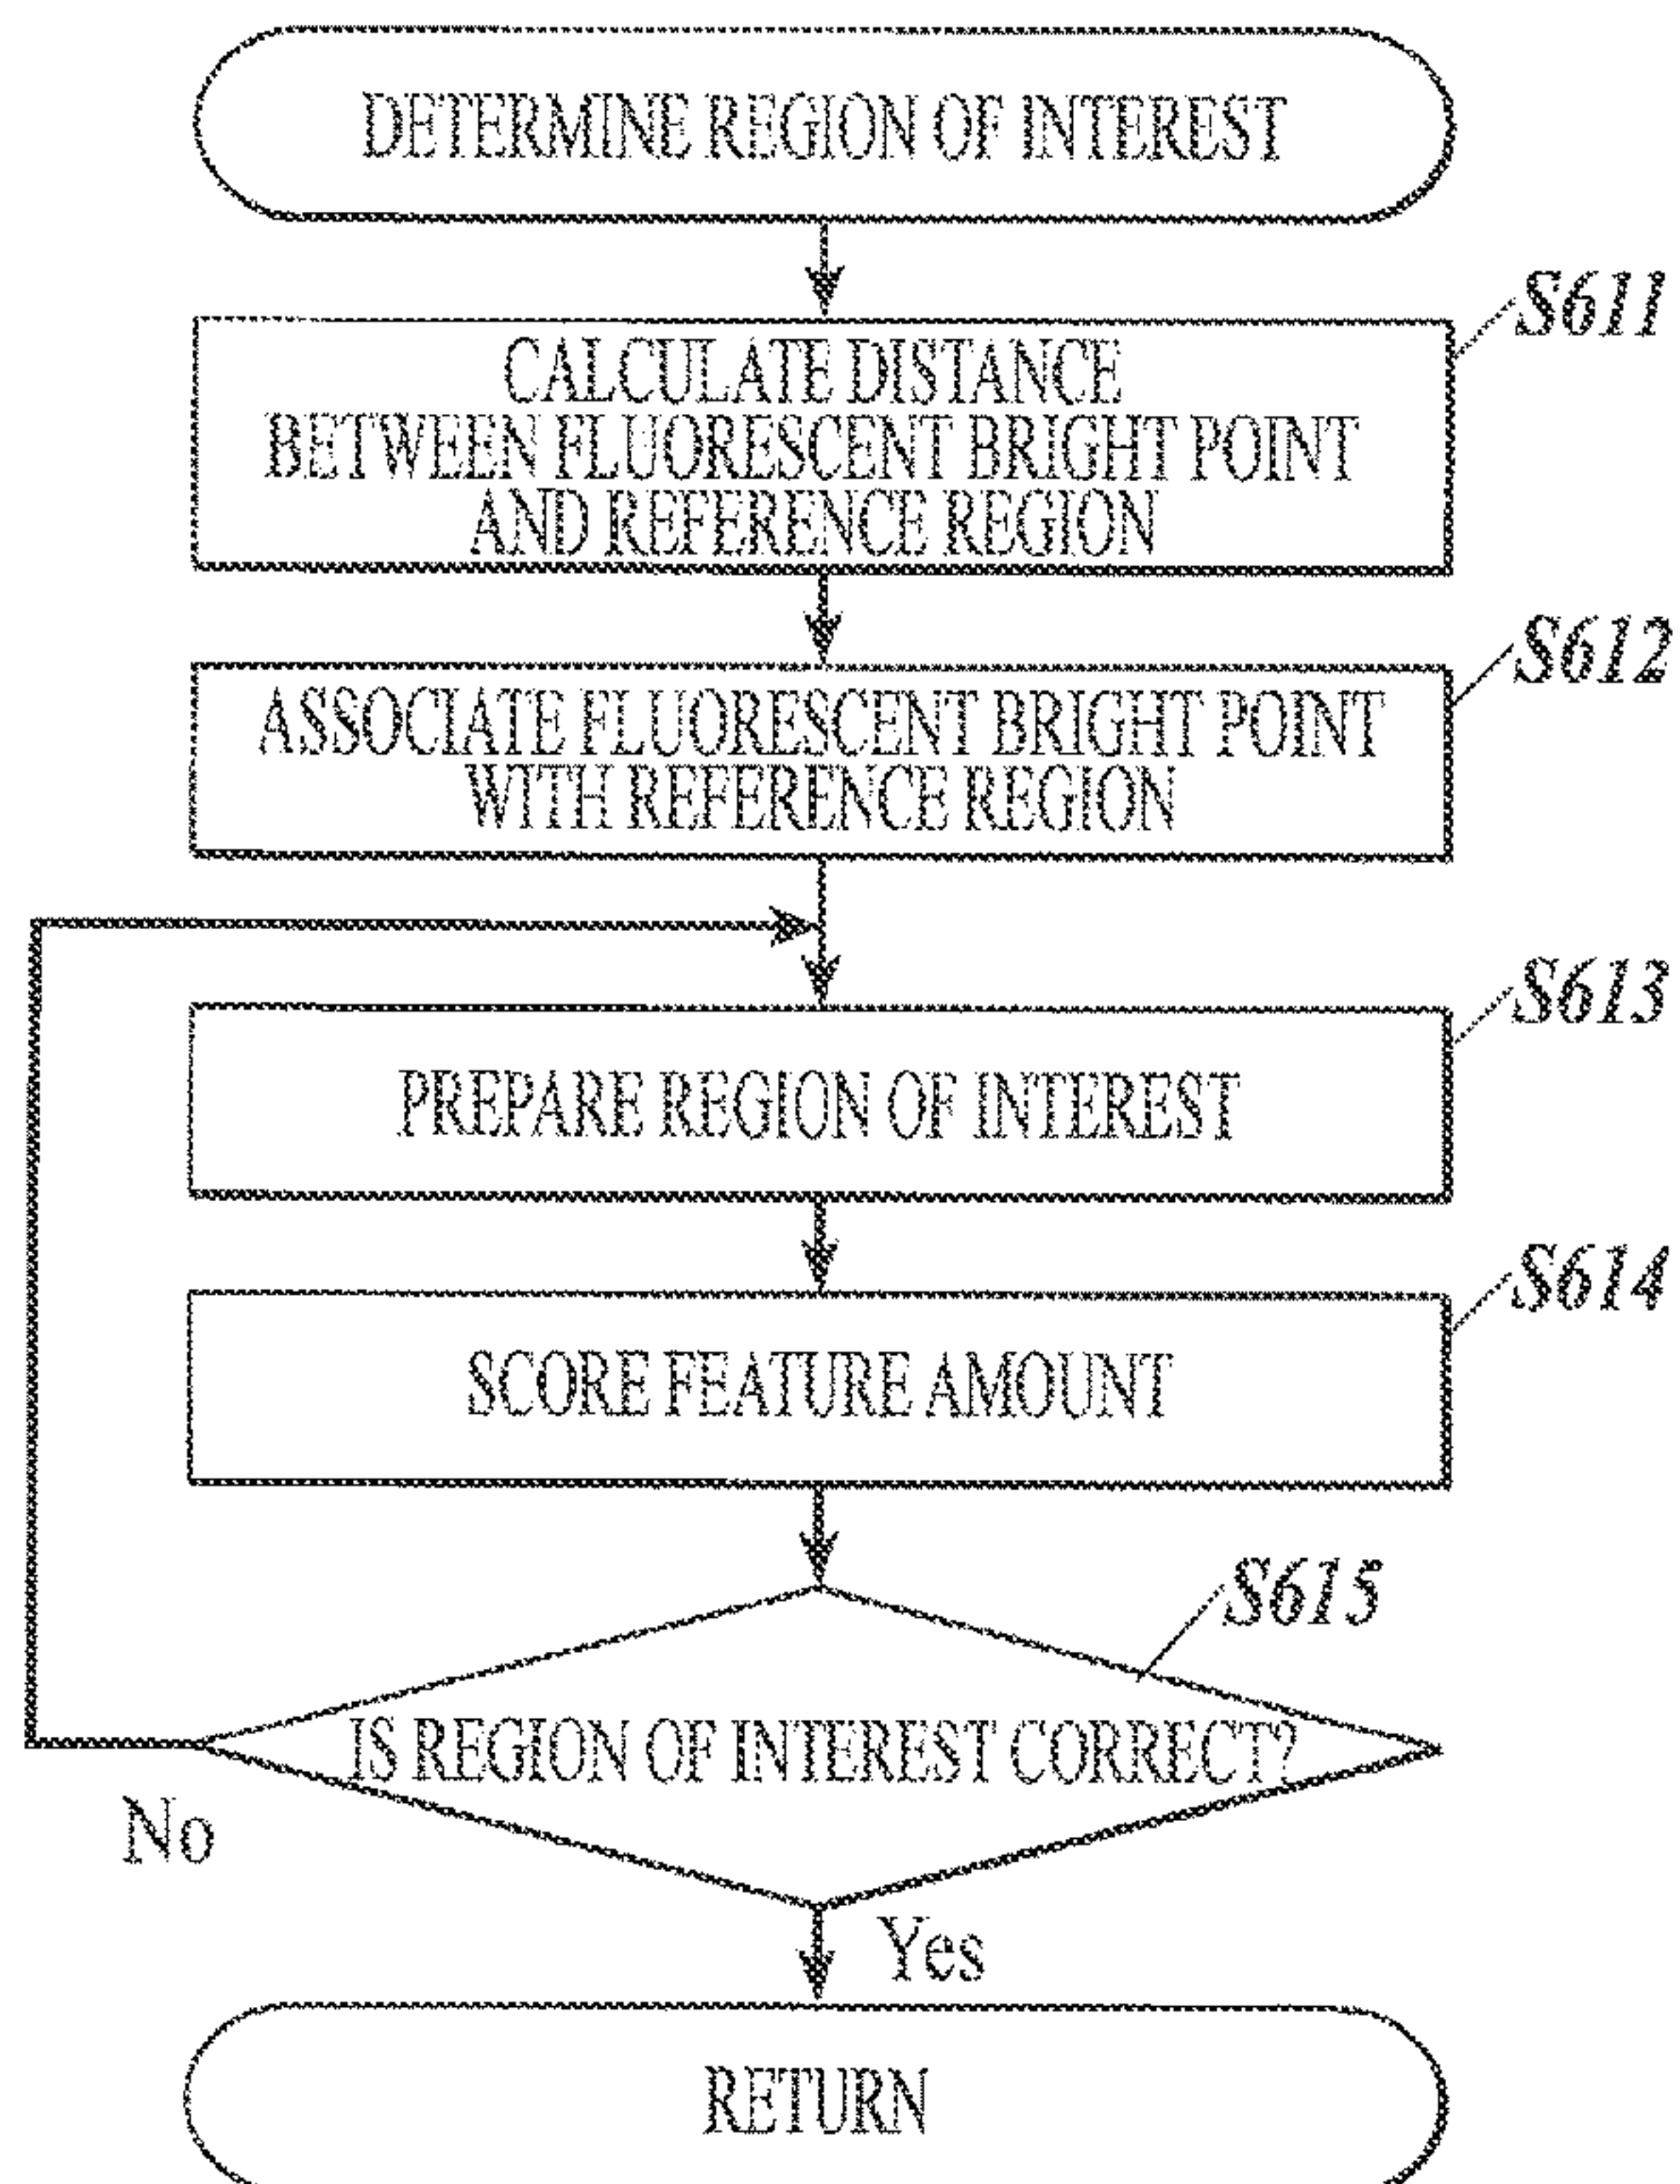 DETERMINE REGION OF INTEREST
S611
CALCULATE DISTANCE
BETWEEN FLUORESCENT BRIGHT POINT
AND REFERENCE REGION
S612
ASSOCIATE FLUORESCENT BRIGHT POINT
WITH REFERENCE REGION
S613
PREPARE REGION OF INTEREST
S614
SCORE FEATURE AMOUNT
S615
IS REGION OF INTEREST CORRECT?
No
Yes
RETURN